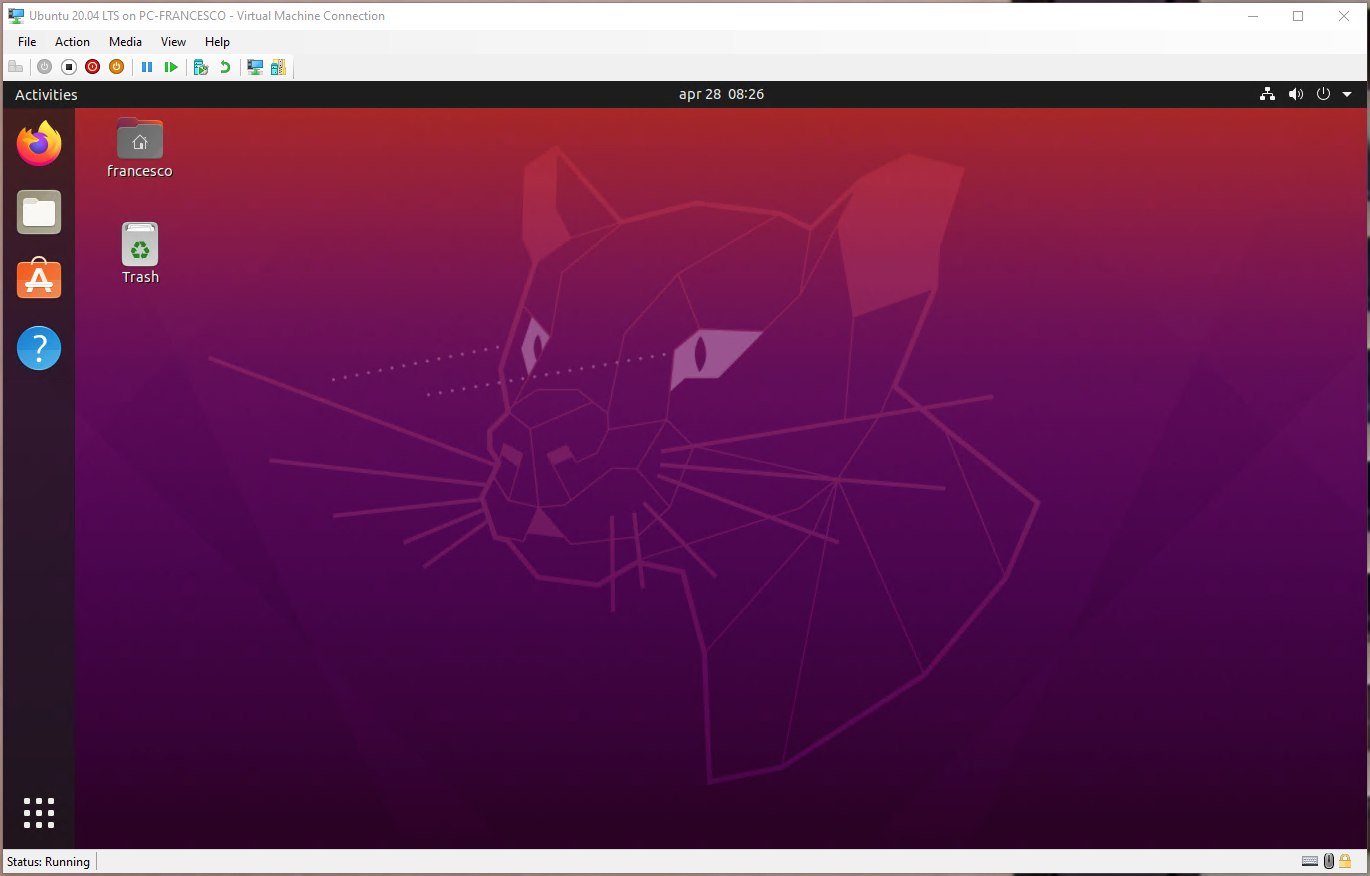 Ubuntu 20.04 LTS on PC-FRANCESCO - Virtual Machine Connection
File Action Media View Help
Activities
apr 28 08:26
francesco
Trash
?
Status: Running